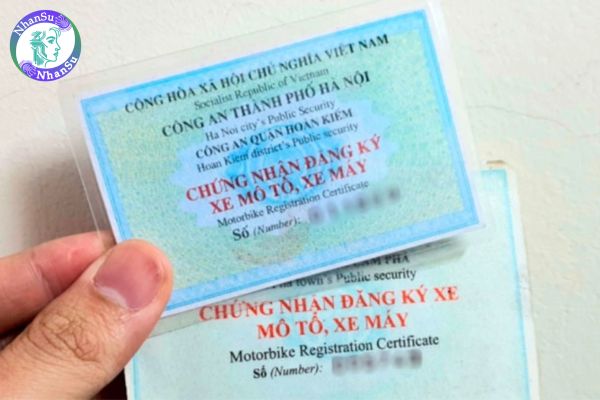 NhanSu
NhanSu
CỘNG HÒA XÃ HỘI CHỦ NGHĨA VIỆT NAM
Socialist Republic of Vietnam
CÔNG AN THÀNH PHỐ HÀ NỘI
Ha Noi city's Public Security
CÔNG AN QUẬN HOÀN KIẾM
Hoan Kiem district's Public security
CHỨNG NHẬN ĐĂNG KÝ
XE MÔ TÔ, XE MÁY
Motorbike Registration Certificate
Số (Number):
CẨM PHẢ
town's Public security
CHỨNG NHẬN ĐĂNG KÝ XE
MÔ TÔ, XE MÁY
Motorbike Registration Certificate
Số (Number):